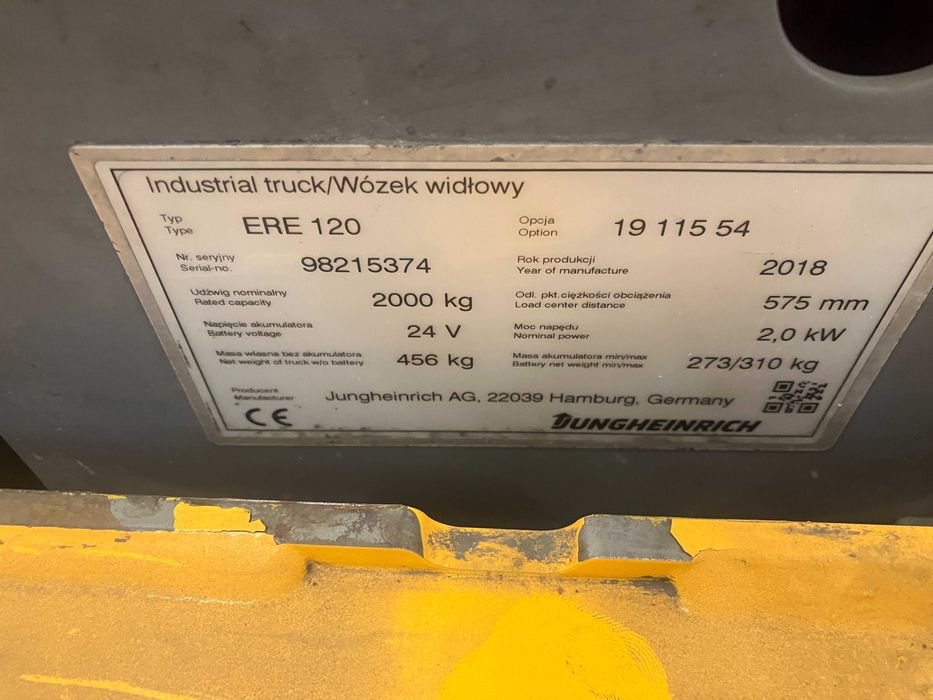 Industrial truck/Wózek widłowy
Typ
Type ERE 120
Opcja
Option 19 115 54
Nr. seryjny
Serial-no. 98215374
Rok produkcji
Year of manufacture 2018
Udźwig nominalny
Rated capacity 2000 kg
Odl. pkt. ciężkości obciążenia
Load center distance 575 mm
Napięcie akumulatora
Battery voltage 24 V
Moc napędu
Nominal power 2,0 kW
Masa własna bez akumulatora
Net weight of truck w/o battery 456 kg
Masa akumulatora min/max
Battery net weight min/max 273/310 kg
Producent
Manufacturer Jungheinrich AG, 22039 Hamburg, Germany
CE
JUNGHEINRICH